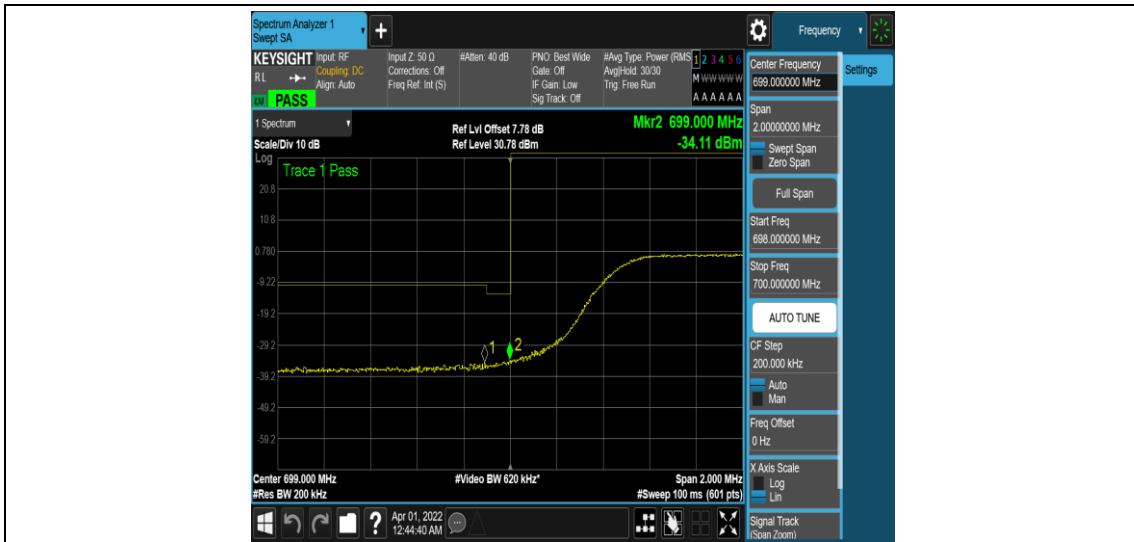 Spectrum Analyzer 1
Swept SA
Frequency
KEYSIGHT
R L
LXI
PASS
Input: RF
Coupling: DC
Align: Auto
Input Z: 50 Ω
Corrections: Off
Freq Ref: Int (S)
#Atten: 40 dB
PNO: Best Wide
Gate: Off
IF Gain: Low
Sig Track: Off
#Avg Type: Power (RMS
Avg|Hold: 30/30
Trig: Free Run
1 2 3 4 5 6
M W W W W W
A A A A A A
1 Spectrum
Scale/Div 10 dB
Ref Lvl Offset 7.78 dB
Ref Level 30.78 dBm
Mkr2 699.000 MHz
-34.11 dBm
Log
Trace 1 Pass
20.8
10.8
0.780
-9.22
-19.2
-29.2
-39.2
-49.2
-59.2
1
2
Center 699.000 MHz
#Res BW 200 kHz
#Video BW 620 kHz*
Span 2.000 MHz
#Sweep 100 ms (601 pts)
?
Apr 01, 2022
12:44:40 AM
Center Frequency
699.000000 MHz
Settings
Span
2.00000000 MHz
Swept Span
Zero Span
Full Span
Start Freq
698.000000 MHz
Stop Freq
700.000000 MHz
AUTO TUNE
CF Step
200.000 kHz
Auto
Man
Freq Offset
0 Hz
X Axis Scale
Log
Lin
Signal Track
(Span Zoom)